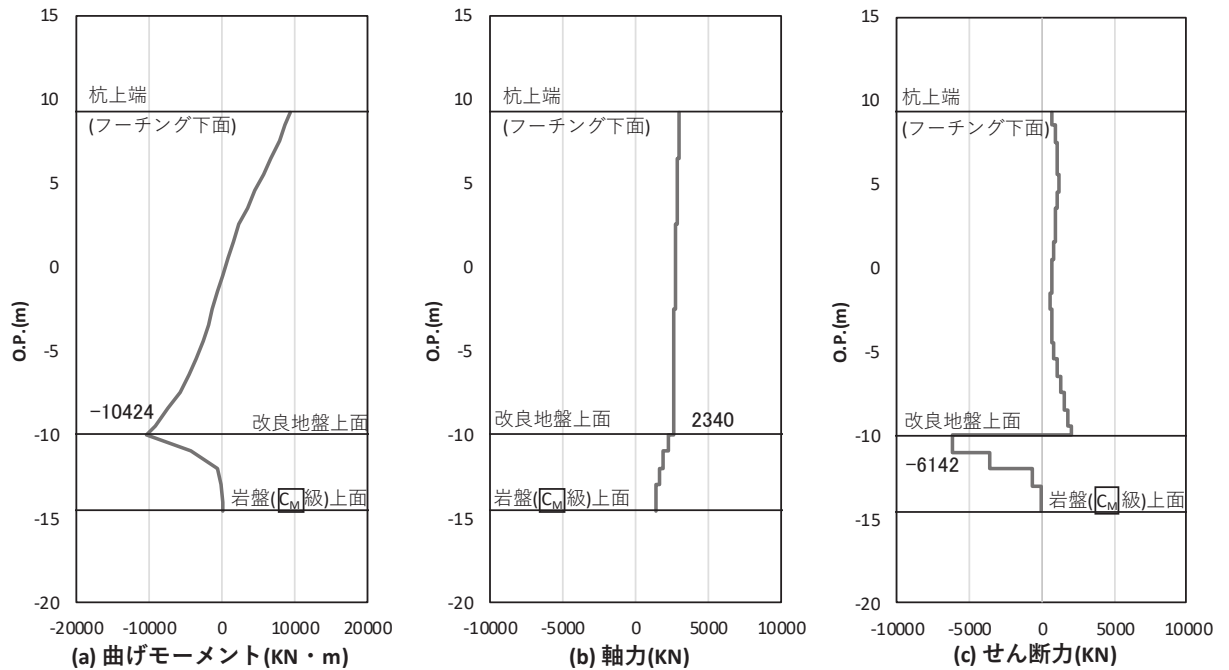 15
10
5
0
-5
-10
-15
-20
O.P.(m)
杭上端
(フーチング下面)
-10424
改良地盤上面
岩盤(CM級)上面
-20000 -10000 0 10000 20000
(a) 曲げモーメント(KN・m)
15
10
5
0
-5
-10
-15
-20
O.P.(m)
杭上端
(フーチング下面)
改良地盤上面
2340
岩盤(CM級)上面
-10000 -5000 0 5000 10000
(b) 軸力(KN)
15
10
5
0
-5
-10
-15
-20
O.P.(m)
杭上端
(フーチング下面)
改良地盤上面
-6142
岩盤(CM級)上面
-10000 -5000 0 5000 10000
(c) せん断力(KN)